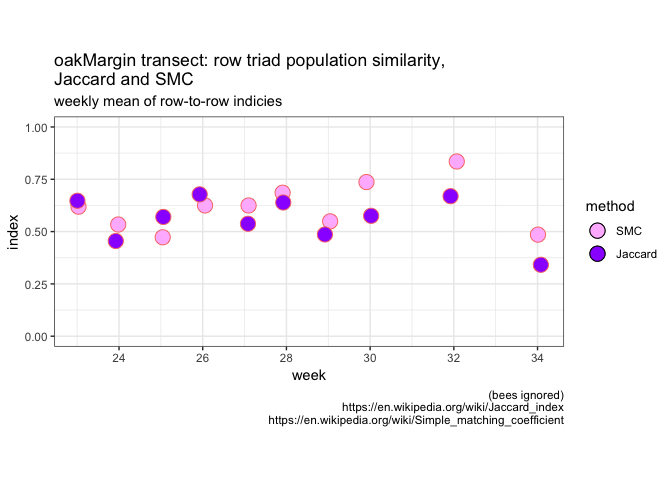 oakMargin transect: row triad population similarity,
Jaccard and SMC
weekly mean of row-to-row indicies
1.00
0.75
0.50
0.25
0.00
index
24
26
28
30
32
34
week
method
SMC
Jaccard
(bees ignored)
https://en.wikipedia.org/wiki/Jaccard_index
https://en.wikipedia.org/wiki/Simple_matching_coefficient